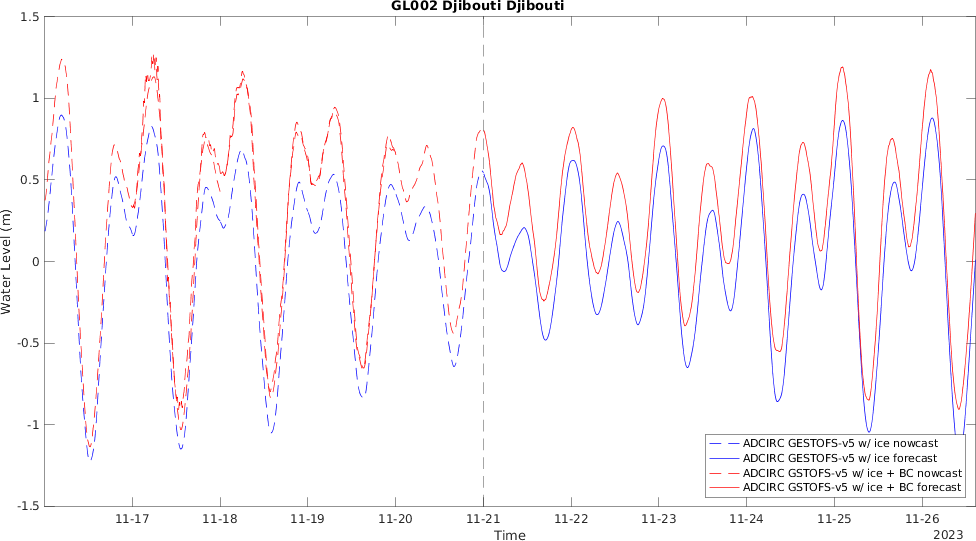 GL002 Djibouti Djibouti
1.5
1
0.5
0
-0.5
-1
-1.5
Water Level (m)
ADCIRC GESTOFS-v5 w/ ice nowcast
ADCIRC GESTOFS-v5 w/ ice forecast
ADCIRC GSTOFS-v5 w/ ice + BC nowcast
ADCIRC GSTOFS-v5 w/ ice + BC forecast
11-17 11-18 11-19 11-20 11-21 11-22 11-23 11-24 11-25 11-26
Time
2023